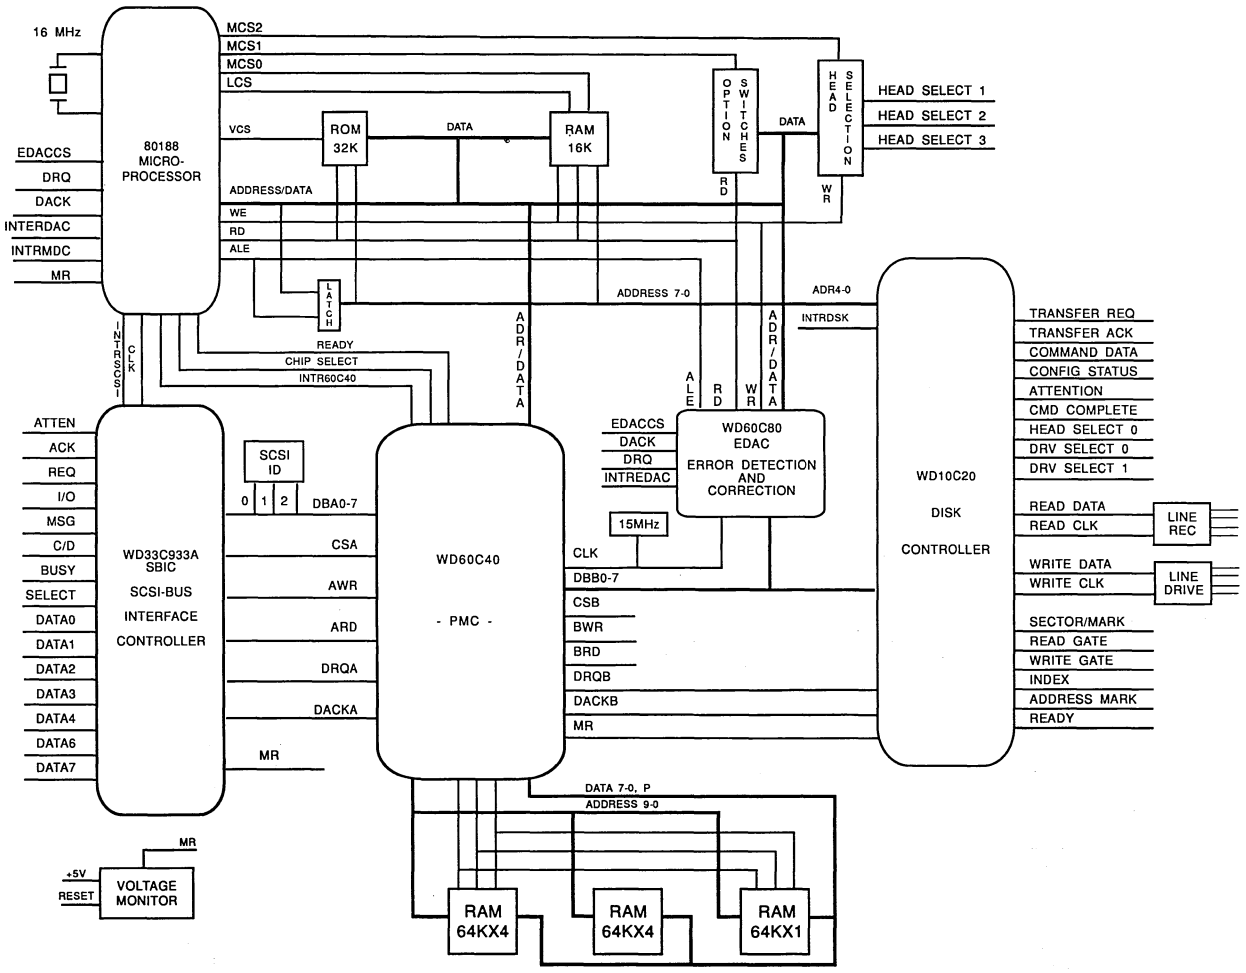 16 MHz
80188
MICRO-
PROCESSOR
EDACCS
DRQ
DACK
INTERDAC
INTRMDC
MR
MCS2
MCS1
MCS0
LCS
VCS
ROM
32K
DATA
RAM
16K
OPTION
SWITCHES
RD
DATA
HEAD
SELECTION
WR
HEAD SELECT 1
HEAD SELECT 2
HEAD SELECT 3
ADDRESS/DATA
WE
RD
ALE
LATCH
ADDRESS 7-0
ADR4-0
INTRDSK
INTRSCSI
CLK
READY
CHIP SELECT
INTR60C40
ADR/DATA
ALE
RD
WR
ADR/DATA
ATTEN
ACK
REQ
I/O
MSG
C/D
BUSY
SELECT
DATA0
DATA1
DATA2
DATA3
DATA4
DATA6
DATA7
WD33C933A
SBIC
SCSI-BUS
INTERFACE
CONTROLLER
SCSI
ID
0 1 2
DBA0-7
CSA
AWR
ARD
DRQA
DACKA
MR
WD60C40
- PMC -
EDACCS
DACK
DRQ
INTREDAC
WD60C80
EDAC
ERROR DETECTION
AND
CORRECTION
15MHz
CLK
DBB0-7
CSB
BWR
BRD
DRQB
DACKB
MR
WD10C20
DISK
CONTROLLER
TRANSFER REQ
TRANSFER ACK
COMMAND DATA
CONFIG STATUS
ATTENTION
CMD COMPLETE
HEAD SELECT 0
DRV SELECT 0
DRV SELECT 1
READ DATA
READ CLK
LINE
REC
WRITE DATA
WRITE CLK
LINE
DRIVE
SECTOR/MARK
READ GATE
WRITE GATE
INDEX
ADDRESS MARK
READY
DATA 7-0, P
ADDRESS 9-0
RAM
64KX4
RAM
64KX4
RAM
64KX1
MR
+5V
RESET
VOLTAGE
MONITOR